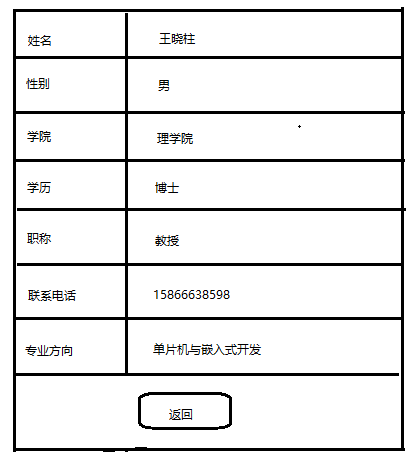 姓名 王晓柱
性别 男
学院 理学院
学历 博士
职称 教授
联系电话 15866638598
专业方向 单片机与嵌入式开发
返回